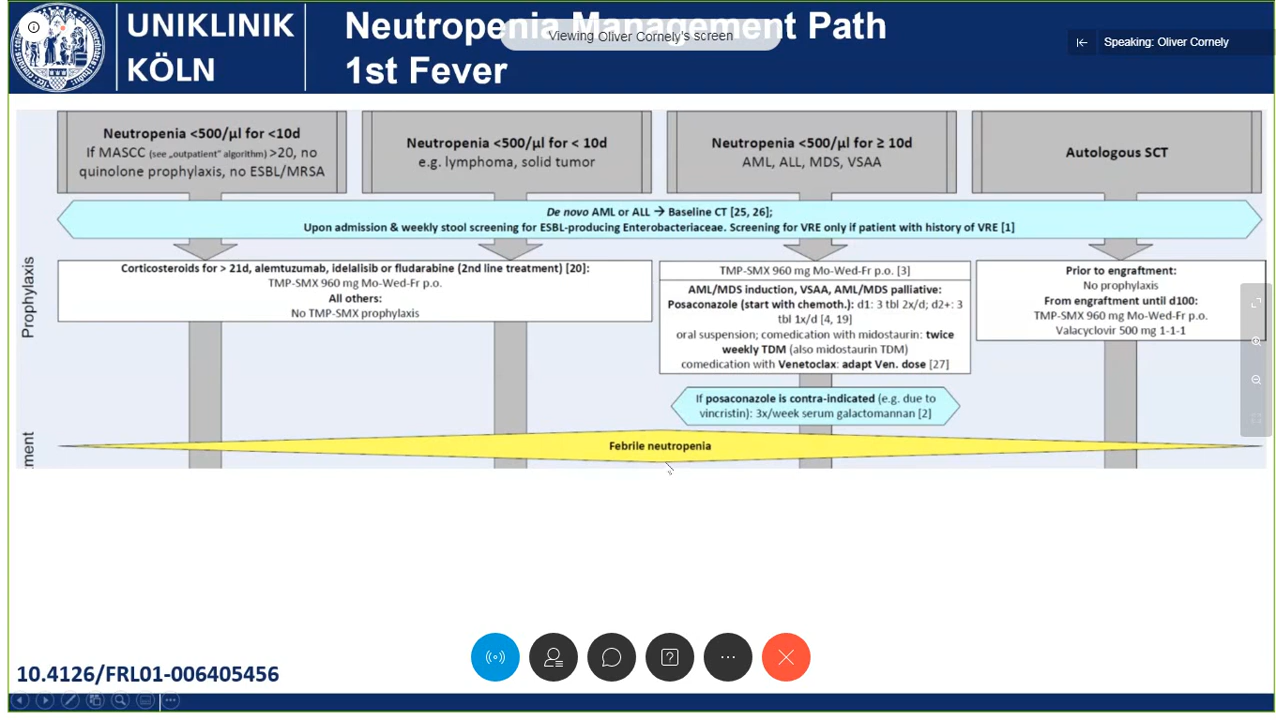 UNIKLINIK
KÖLN
Neutropenia Management Path
1st Fever
Viewing Oliver Cornely's screen
Speaking: Oliver Cornely
Neutropenia <500/µl for <10d
If MASCC (see „outpatient" algorithm) >20, no
quinolone prophylaxis, no ESBL/MRSA
Neutropenia <500/µl for < 10d
e.g. lymphoma, solid tumor
Neutropenia <500/µl for ≥ 10d
AML, ALL, MDS, VSAA
Autologous SCT
De novo AML or ALL → Baseline CT [25, 26];
Upon admission & weekly stool screening for ESBL-producing Enterobacteriaceae. Screening for VRE only if patient with history of VRE [1]
Prophylaxis
Corticosteroids for > 21d, alemtuzumab, idelalisib or fludarabine (2nd line treatment) [20]:
TMP-SMX 960 mg Mo-Wed-Fr p.o.
All others:
No TMP-SMX prophylaxis
TMP-SMX 960 mg Mo-Wed-Fr p.o. [3]
AML/MDS induction, VSAA, AML/MDS palliative:
Posaconazole (start with chemoth.): d1: 3 tbl 2x/d; d2+: 3
tbl 1x/d [4, 19]
oral suspension; comedication with midostaurin: twice
weekly TDM (also midostaurin TDM)
comedication with Venetoclax: adapt Ven. dose [27]
Prior to engraftment:
No prophylaxis
From engraftment until d100:
TMP-SMX 960 mg Mo-Wed-Fr p.o.
Valacyclovir 500 mg 1-1-1
If posaconazole is contra-indicated (e.g. due to
vincristin): 3x/week serum galactomannan [2]
Febrile neutropenia
ment
10.4126/FRL01-006405456